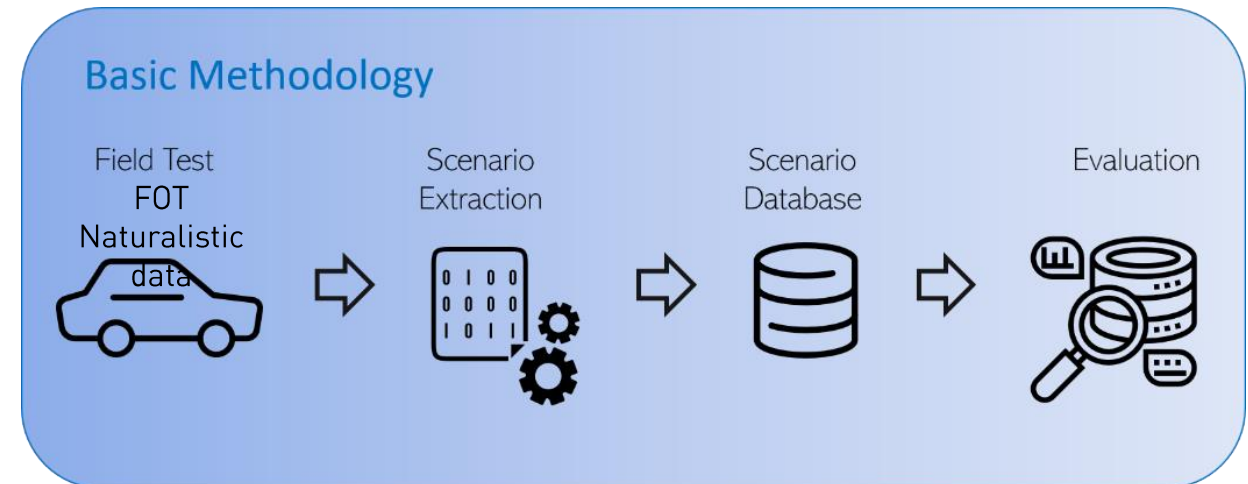 Basic Methodology
Field Test
FOT
Naturalistic
data
Scenario
Extraction
0 1 0 0
0 0 0 0
1 0 1 1
Scenario
Database
Evaluation